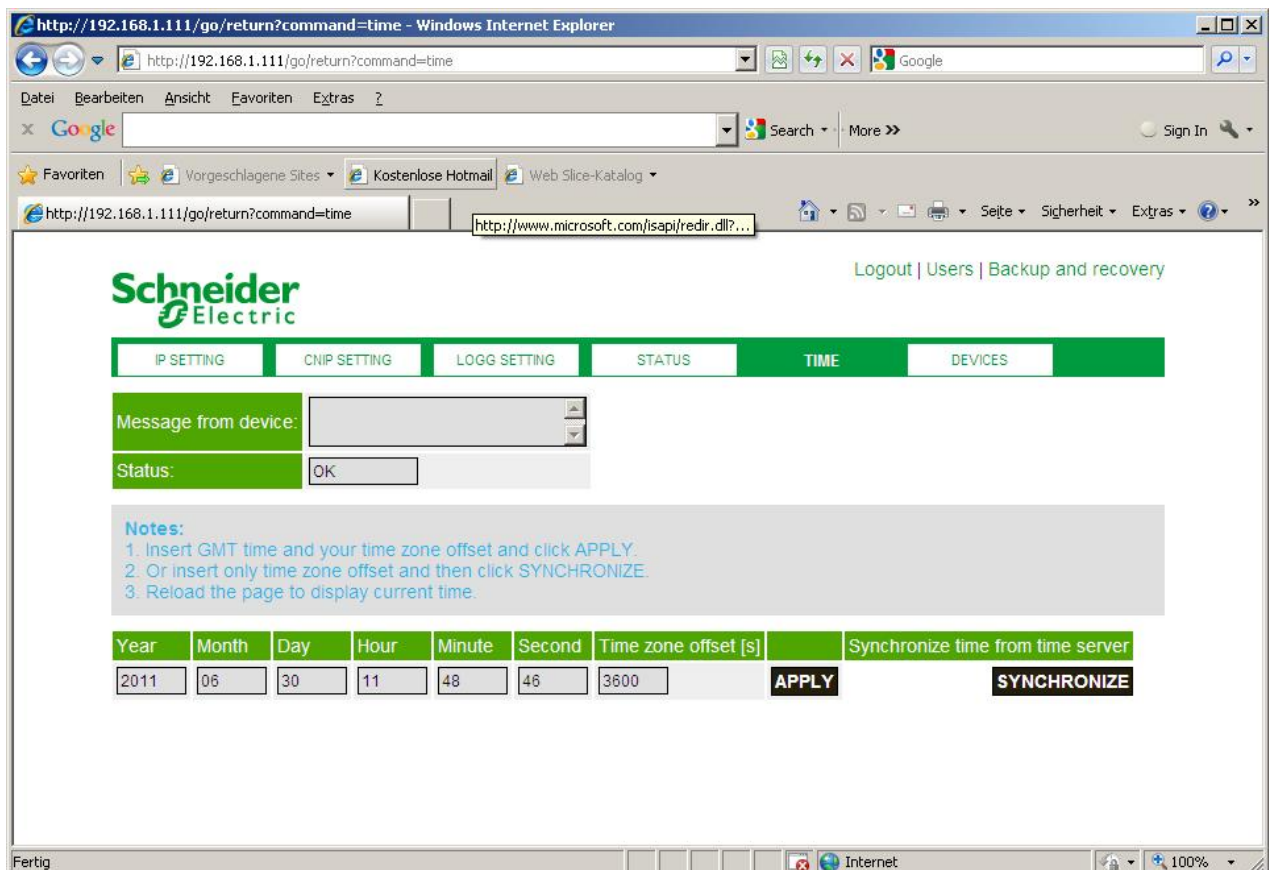 http://192.168.1.111/go/return?command=time - Windows Internet Explorer
http://192.168.1.111/go/return?command=time
Google
Datei Bearbeiten Ansicht Favoriten Extras ?
x Google Search More >> Sign In
Favoriten Vorgeschlagene Sites Kostenlose Hotmail Web Slice-Katalog
http://192.168.1.111/go/return?command=time Seite Sicherheit Extras >>
http://www.microsoft.com/isapi/redir.dll?...
Logout | Users | Backup and recovery
Schneider
Electric
IP SETTING CNIP SETTING LOGG SETTING STATUS TIME DEVICES
Message from device:
Status: OK
Notes:
1. Insert GMT time and your time zone offset and click APPLY.
2. Or insert only time zone offset and then click SYNCHRONIZE.
3. Reload the page to display current time.
Year Month Day Hour Minute Second Time zone offset [s] Synchronize time from time server
2011 06 30 11 48 46 3600 APPLY SYNCHRONIZE
Fertig Internet 100%